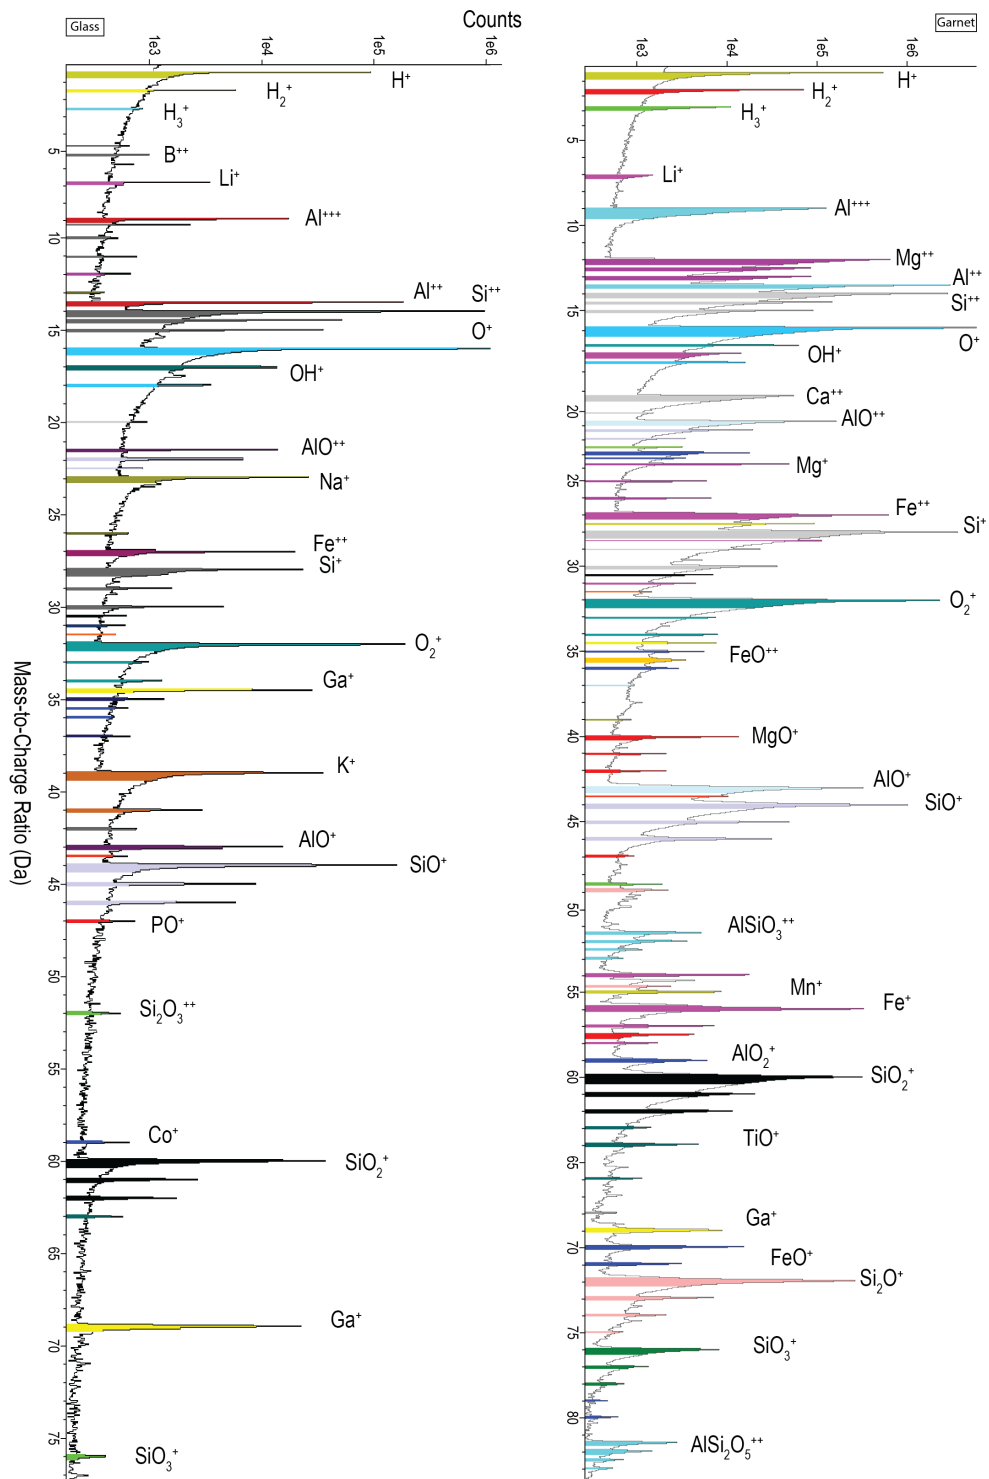 Counts
Glass
1e3
1e4
1e5
1e6
H⁺
H₂⁺
H₃⁺
B⁺⁺
Li⁺
Al⁺⁺⁺
Al⁺⁺
Si⁺⁺
O⁺
OH⁺
AlO⁺⁺
Na⁺
Fe⁺⁺
Si⁺
O₂⁺
Ga⁺
K⁺
AlO⁺
SiO⁺
PO⁺
Si₂O₃⁺⁺
Co⁺
SiO₂⁺
Ga⁺
SiO₃⁺
5
10
15
20
25
30
35
40
45
50
55
60
65
70
75
Mass-to-Charge Ratio (Da)
Garnet
1e3
1e4
1e5
1e6
H⁺
H₂⁺
H₃⁺
Li⁺
Al⁺⁺⁺
Mg⁺⁺
Al⁺⁺
Si⁺⁺
O⁺
OH⁺
Ca⁺⁺
AlO⁺⁺
Mg⁺
Fe⁺⁺
Si⁺
O₂⁺
FeO⁺⁺
MgO⁺
AlO⁺
SiO⁺
AlSiO₃⁺⁺
Mn⁺
Fe⁺
AlO₂⁺
SiO₂⁺
TiO⁺
Ga⁺
FeO⁺
Si₂O⁺
SiO₃⁺
AlSi₂O₅⁺⁺
5
10
15
20
25
30
35
40
45
50
55
60
65
70
75
80